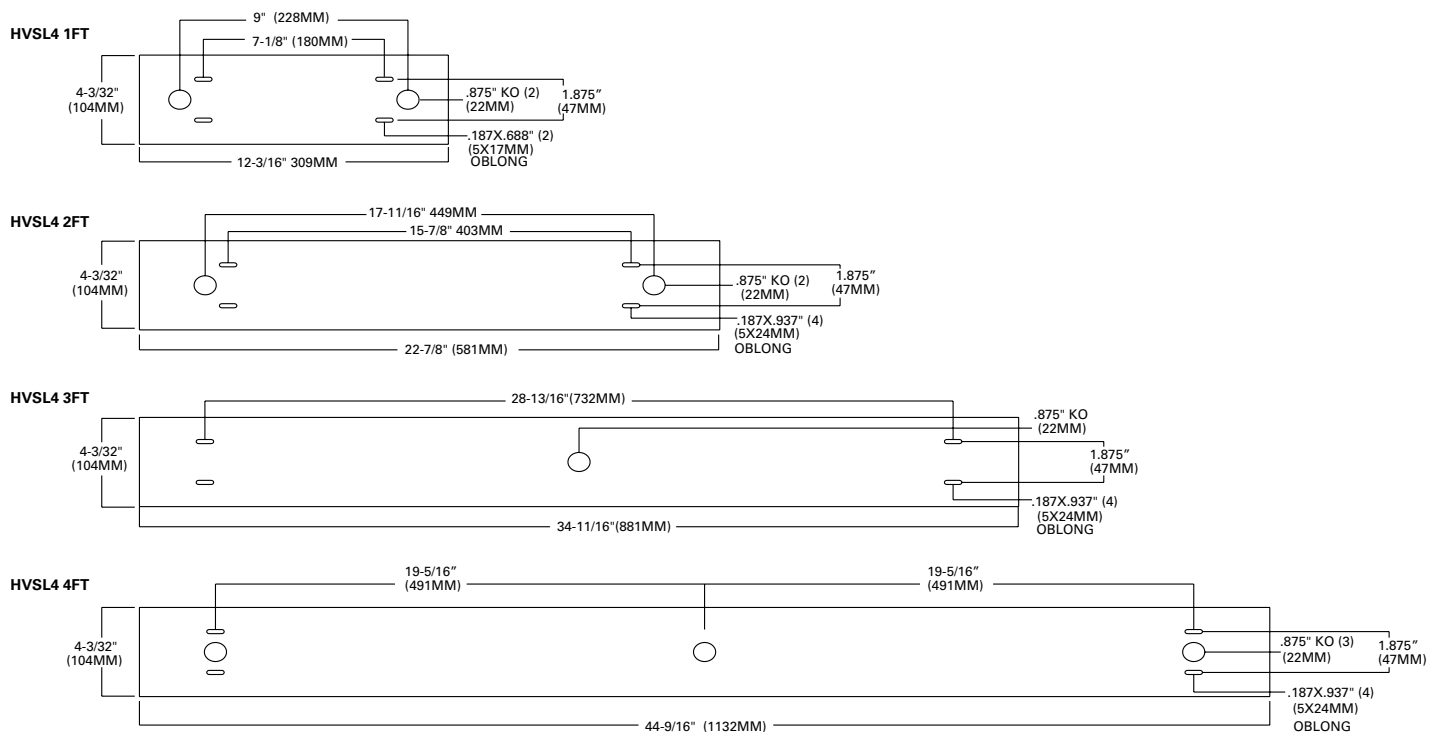 HVSL4 1FT
9" (228MM)
7-1/8" (180MM)
4-3/32"
(104MM)
.875" KO (2)
(22MM)
1.875"
(47MM)
.187X.688" (2)
(5X17MM)
OBLONG
12-3/16" 309MM
HVSL4 2FT
17-11/16" 449MM
15-7/8" 403MM
4-3/32"
(104MM)
.875" KO (2)
(22MM)
1.875”
(47MM)
.187X.937" (4)
(5X24MM)
OBLONG
22-7/8" (581MM)
HVSL4 3FT
28-13/16"(732MM)
.875" KO
(22MM)
4-3/32"
(104MM)
1.875”
(47MM)
.187X.937" (4)
(5X24MM)
OBLONG
34-11/16"(881MM)
HVSL4 4FT
19-5/16”
(491MM)
19-5/16”
(491MM)
4-3/32"
(104MM)
.875" KO (3)
(22MM)
1.875”
(47MM)
.187X.937" (4)
(5X24MM)
OBLONG
44-9/16" (1132MM)